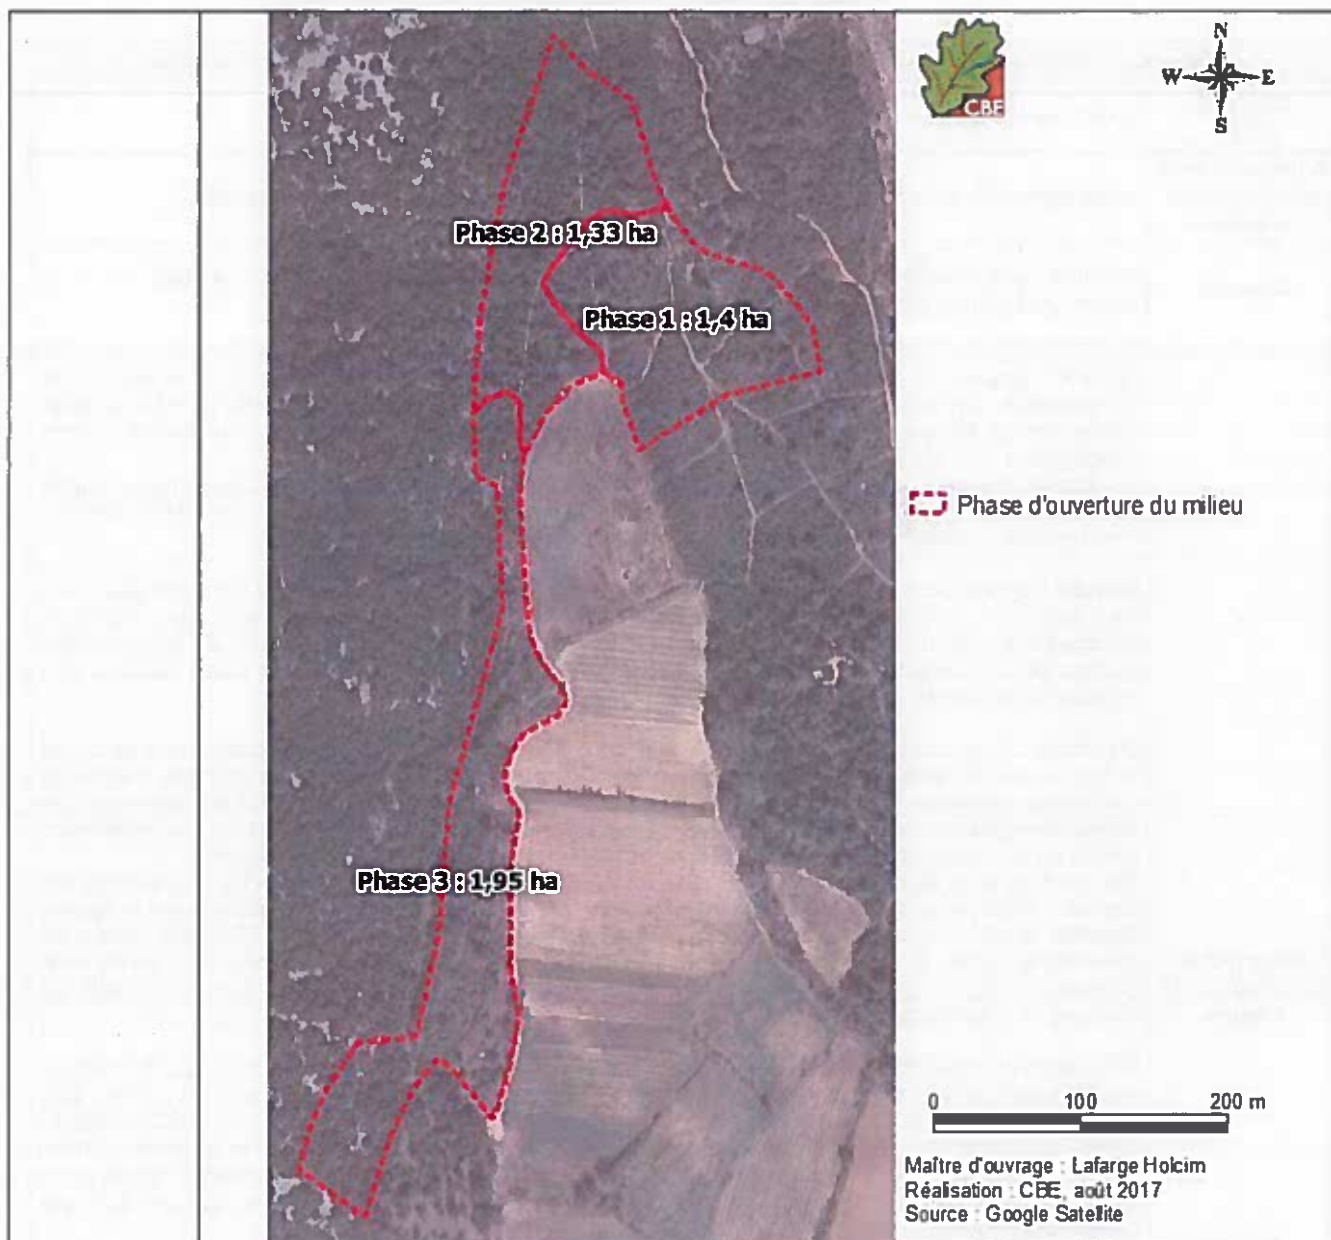 CBE
N
W E
S
Phase 2 : 1,33 ha
Phase 1 : 1,4 ha
Phase d'ouverture du milieu
Phase 3 : 1,95 ha
0 100 200 m
Maître d'ouvrage : Lafarge Holcim
Réalisation : CBE, août 2017
Source : Google Satellite